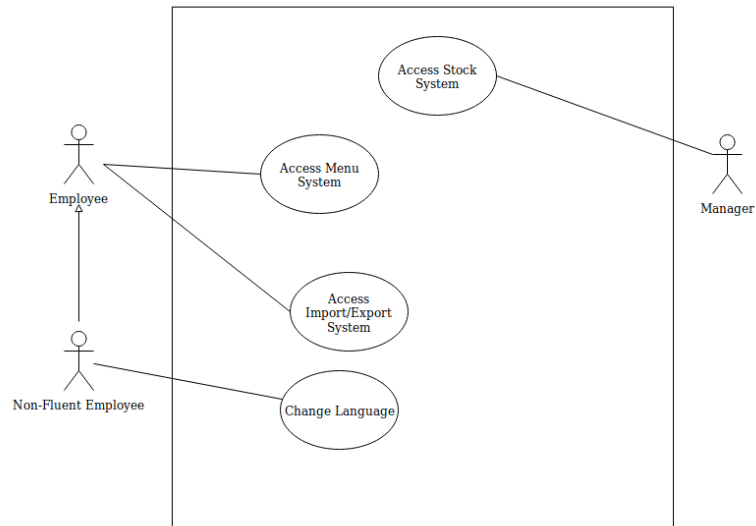 Access Stock
System
Access Menu
System
Employee
Manager
Access
Import/Export
System
Non-Fluent Employee
Change Language